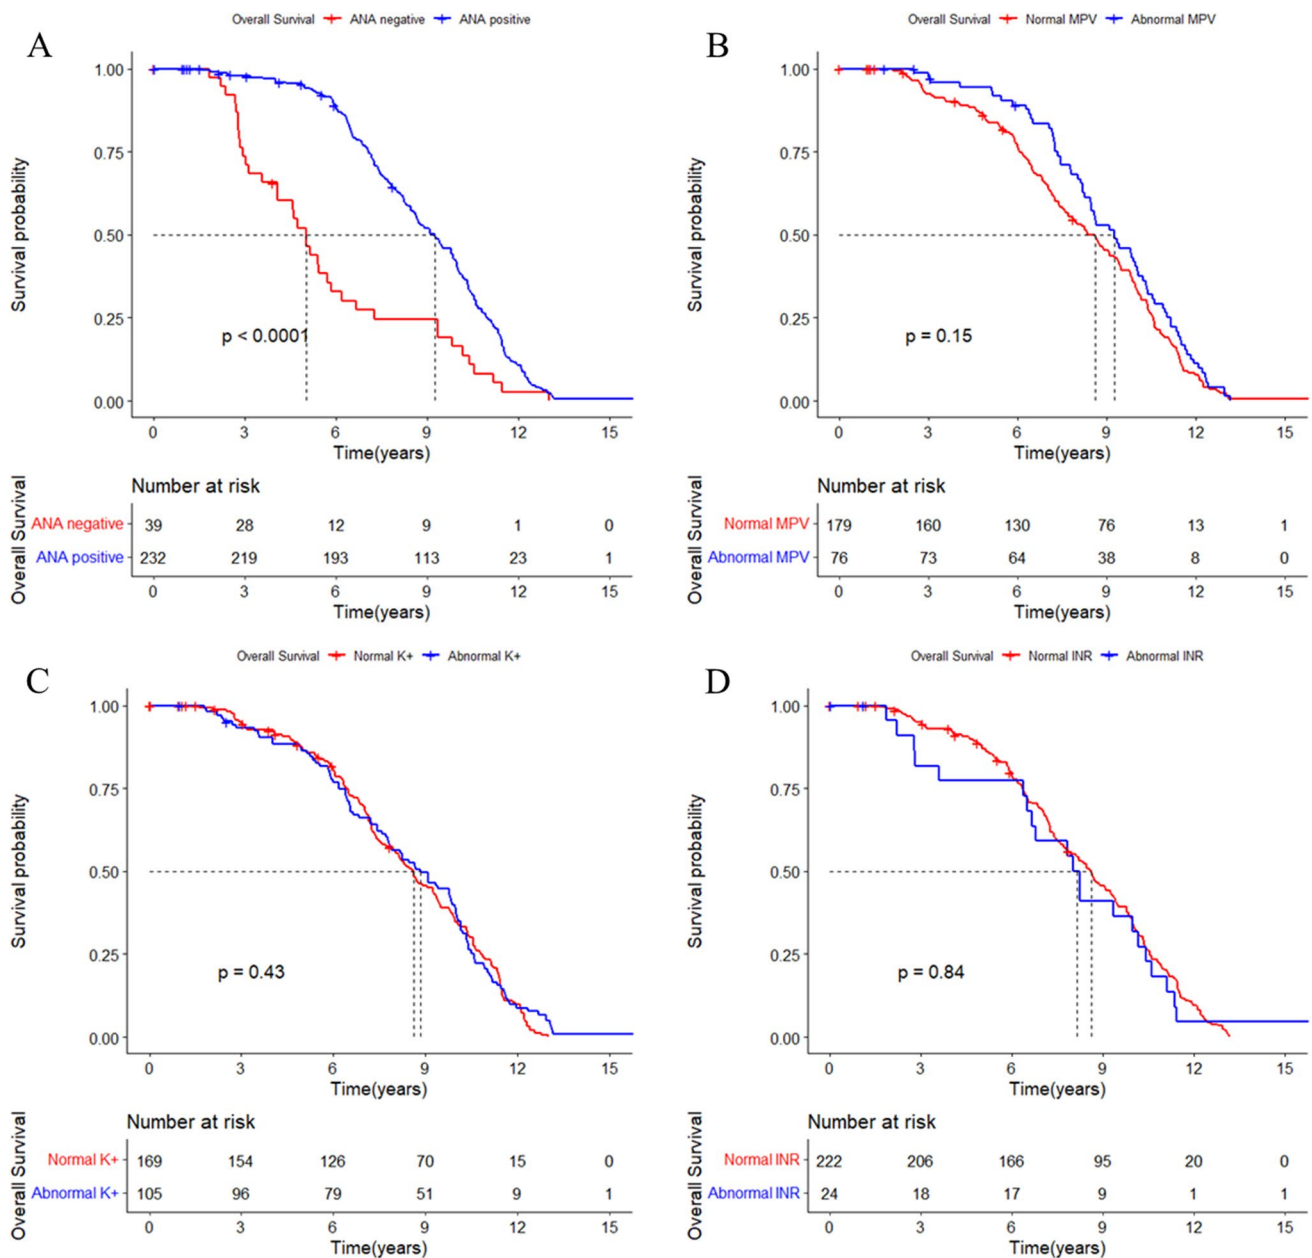 A
Overall Survival ANA negative ANA positive
Survival probability
1.00
0.75
0.50
0.25
0.00
p < 0.0001
0 3 6 9 12 15
Time(years)
Number at risk
Overall Survival
ANA negative 39 28 12 9 1 0
ANA positive 232 219 193 113 23 1
0 3 6 9 12 15
Time(years)
B
Overall Survival Normal MPV Abnormal MPV
Survival probability
1.00
0.75
0.50
0.25
0.00
p = 0.15
0 3 6 9 12 15
Time(years)
Number at risk
Overall Survival
Normal MPV 179 160 130 76 13 1
Abnormal MPV 76 73 64 38 8 0
0 3 6 9 12 15
Time(years)
C
Overall Survival Normal K+ Abnormal K+
Survival probability
1.00
0.75
0.50
0.25
0.00
p = 0.43
0 3 6 9 12 15
Time(years)
Number at risk
Overall Survival
Normal K+ 169 154 126 70 15 0
Abnormal K+ 105 96 79 51 9 1
0 3 6 9 12 15
Time(years)
D
Overall Survival Normal INR Abnormal INR
Survival probability
1.00
0.75
0.50
0.25
0.00
p = 0.84
0 3 6 9 12 15
Time(years)
Number at risk
Overall Survival
Normal INR 222 206 166 95 20 0
Abnormal INR 24 18 17 9 1 1
0 3 6 9 12 15
Time(years)